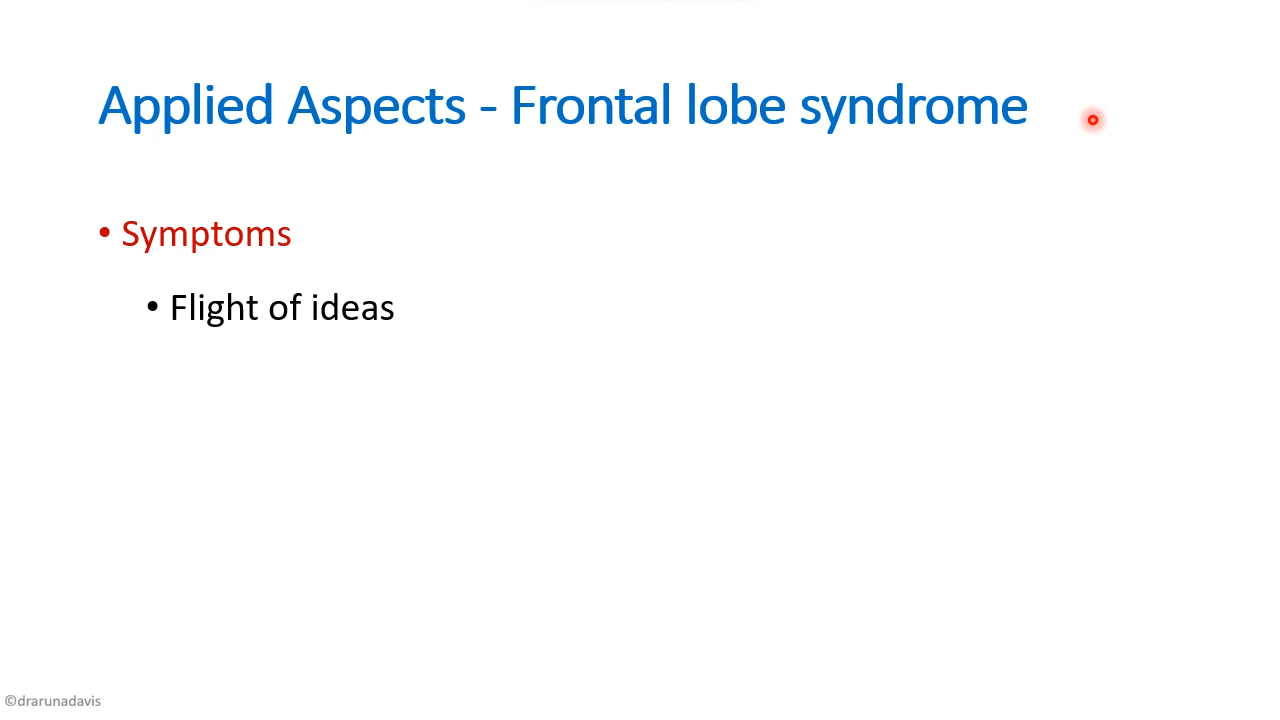 Applied Aspects - Frontal lobe syndrome
• Symptoms
• Flight of ideas
©drarunadavis